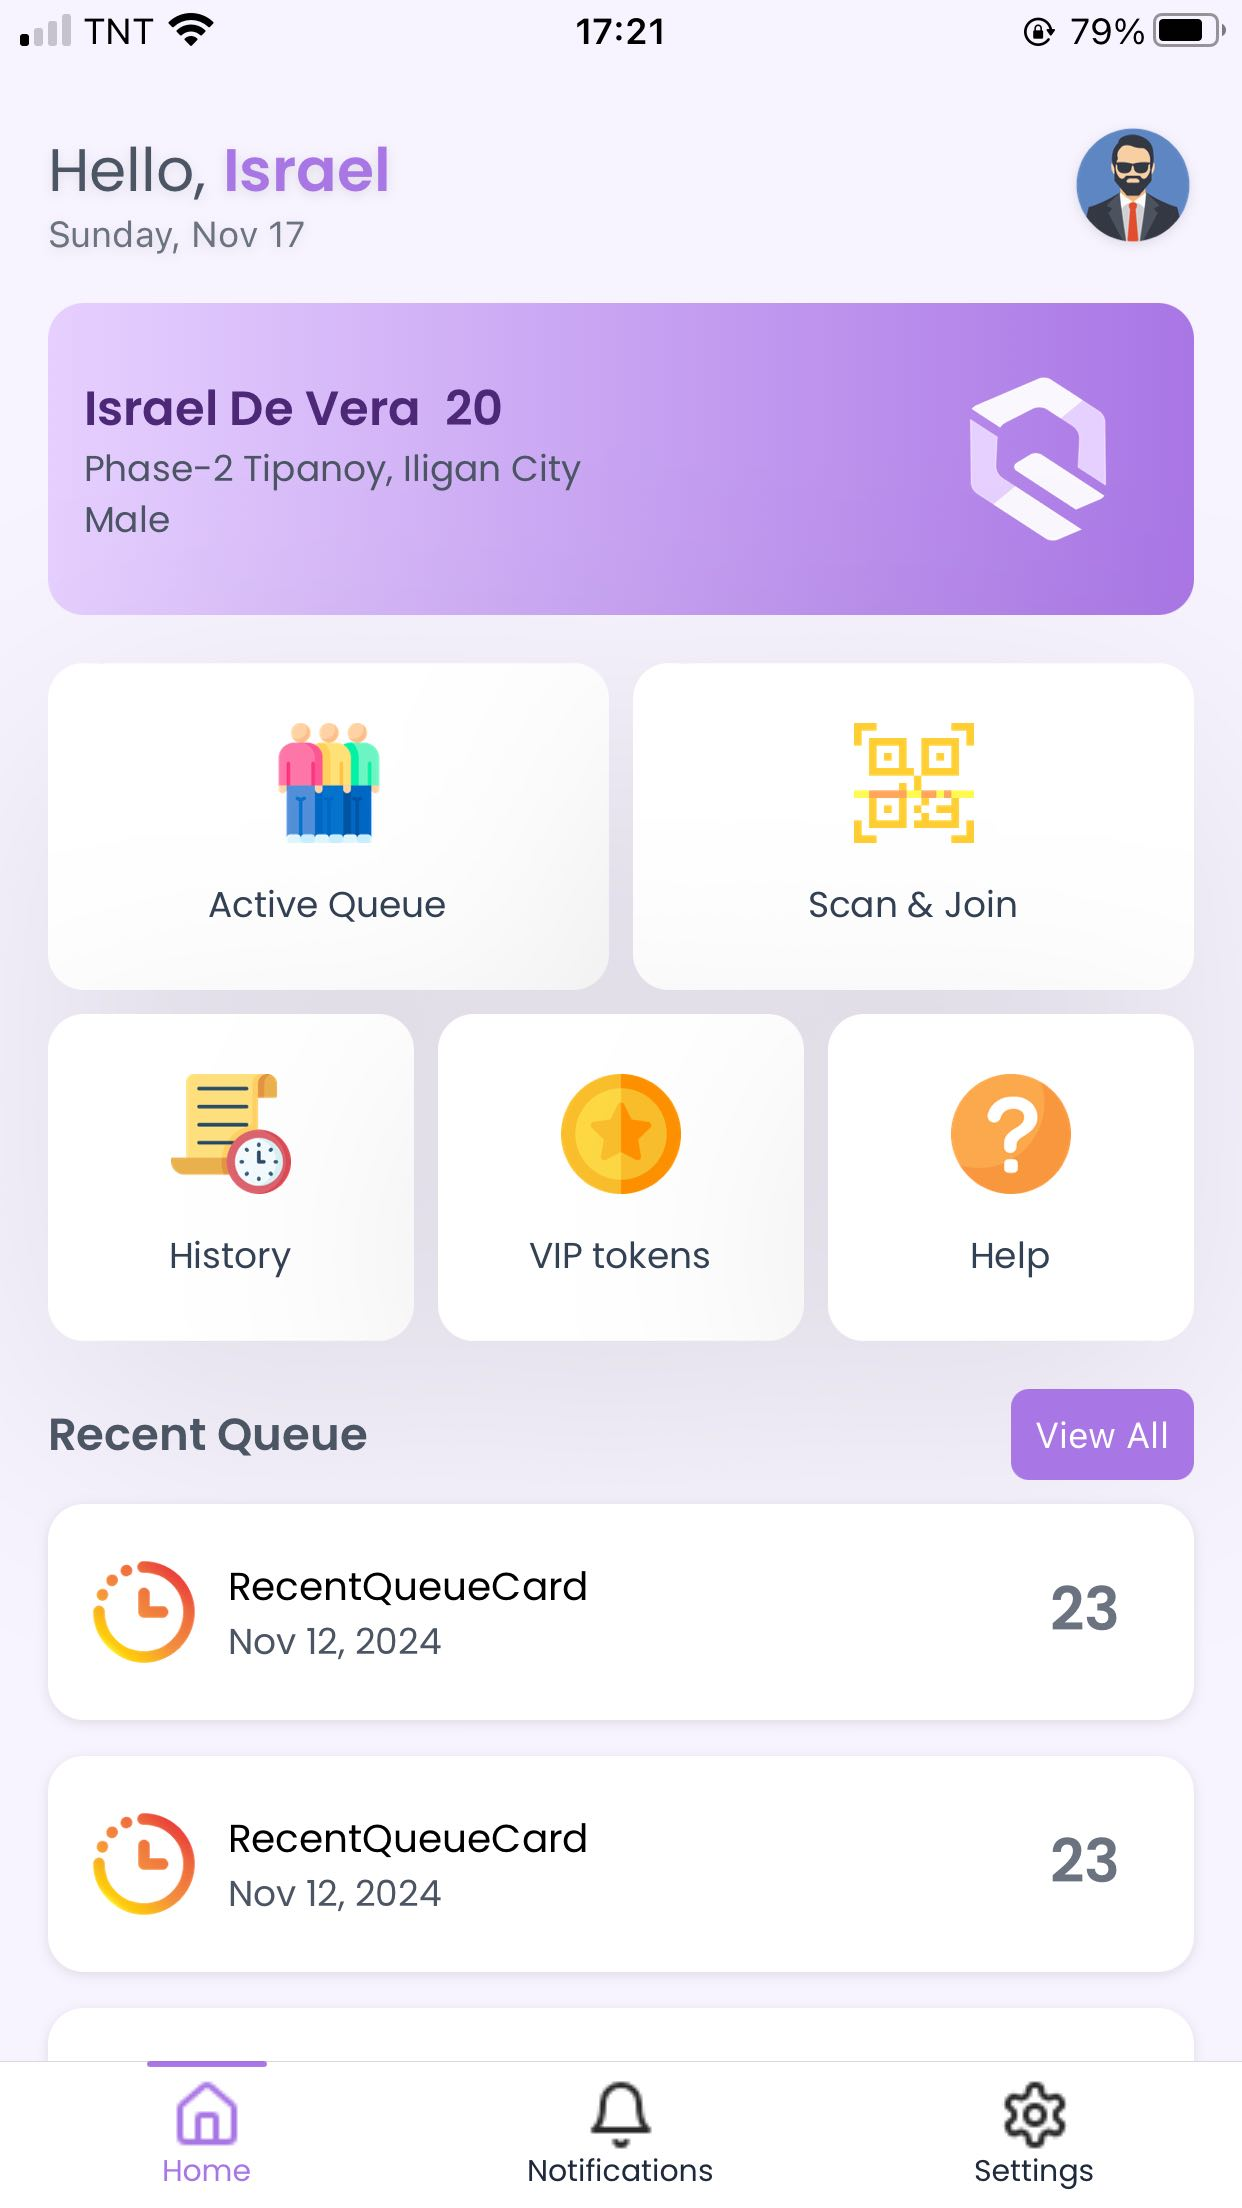 TNT 17:21 79%
Hello, Israel
Sunday, Nov 17
Israel De Vera 20
Phase-2 Tipanoy, Iligan City
Male
Active Queue
Scan & Join
History
VIP tokens
Help
Recent Queue
View All
RecentQueueCard
Nov 12, 2024
23
RecentQueueCard
Nov 12, 2024
23
Home
Notifications
Settings